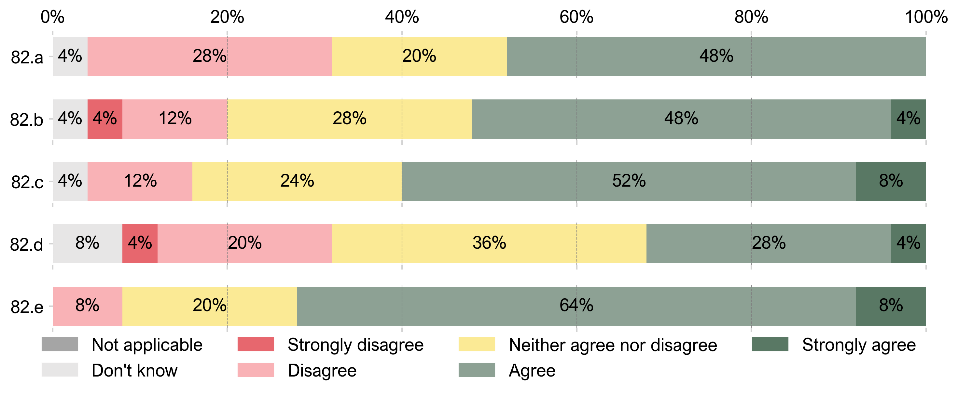 0% 20% 40% 60% 80% 100%
82.a 4% 28% 20% 48%
82.b 4% 4% 12% 28% 48% 4%
82.c 4% 12% 24% 52% 8%
82.d 8% 4% 20% 36% 28% 4%
82.e 8% 20% 64% 8%
Not applicable Strongly disagree Neither agree nor disagree Strongly agree
Don't know Disagree Agree